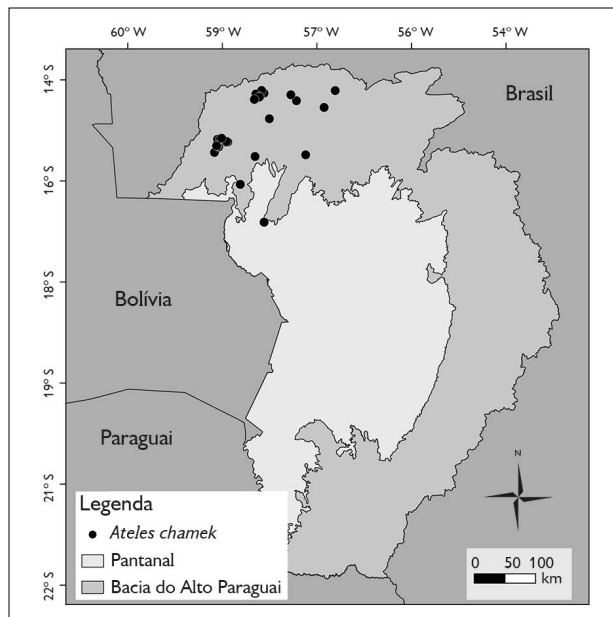 60° W 59° W 57° W 56° W 54° W
14° S
16° S
18° S
19° S
21° S
22° S
Brasil
Bolívia
Paraguai
N
Legenda
Ateles chamek
Pantanal
Bacia do Alto Paraguai
0 50 100
km